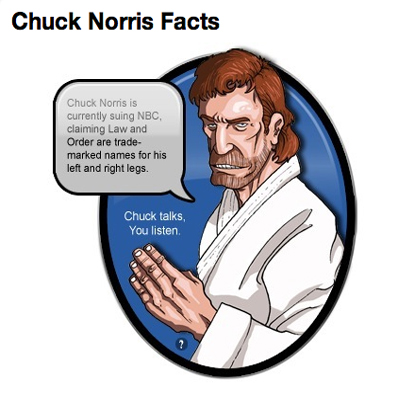 Chuck Norris Facts
Chuck Norris is
currently suing NBC,
claiming Law and
Order are trade-
marked names for his
left and right legs.
Chuck talks,
You listen.
?